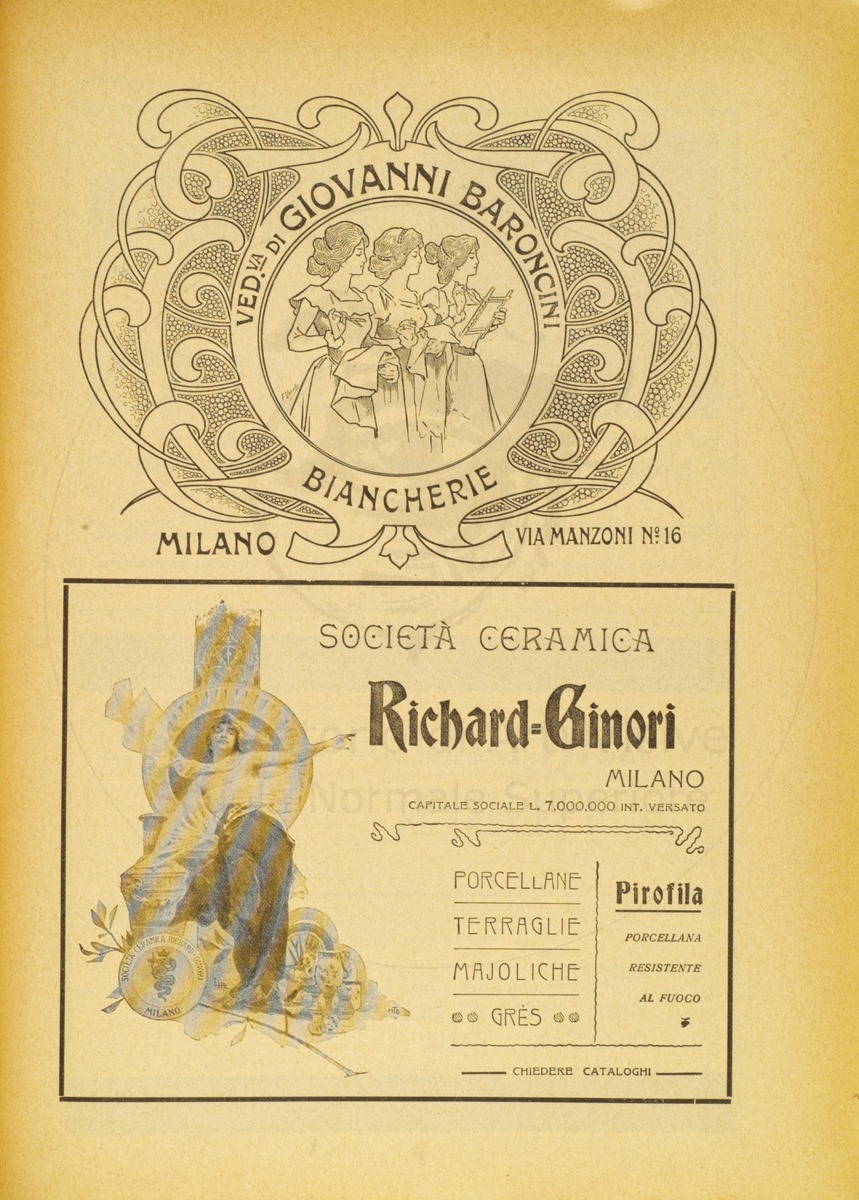 VED.VA DI GIOVANNI BARONCINI
BIANCHERIE
MILANO
VIA MANZONI Nº 16
SOCIETÀ CERAMICA
Richard=Ginori
MILANO
CAPITALE SOCIALE L. 7,000,000 INT. VERSATO
PORCELLANE
TERRAGLIE
MAJOLICHE
GRÈS
Pirofila
PORCELLANA
RESISTENTE
AL FUOCO
CHIEDERE CATALOGHI
SOCIETÀ CERAMICA RICHARD-GINORI
MILANO